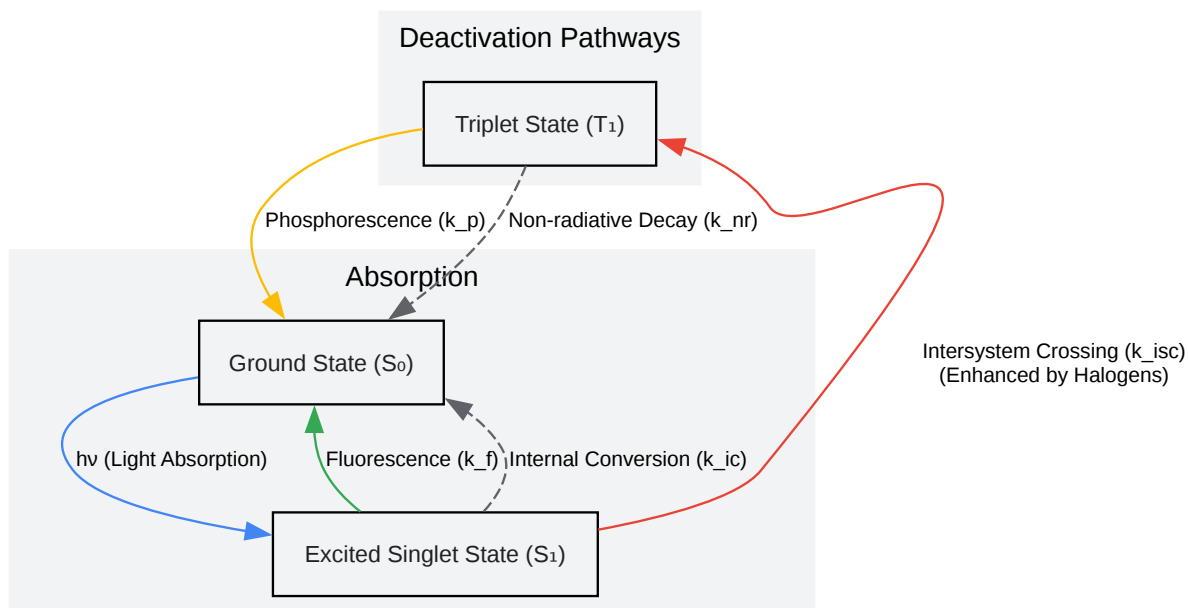 Deactivation Pathways
Triplet State (T₁)
Phosphorescence (k_p)
Non-radiative Decay (k_nr)
Absorption
Ground State (S₀)
Intersystem Crossing (k_isc)
(Enhanced by Halogens)
hν (Light Absorption)
Fluorescence (k_f)
Internal Conversion (k_ic)
Excited Singlet State (S₁)